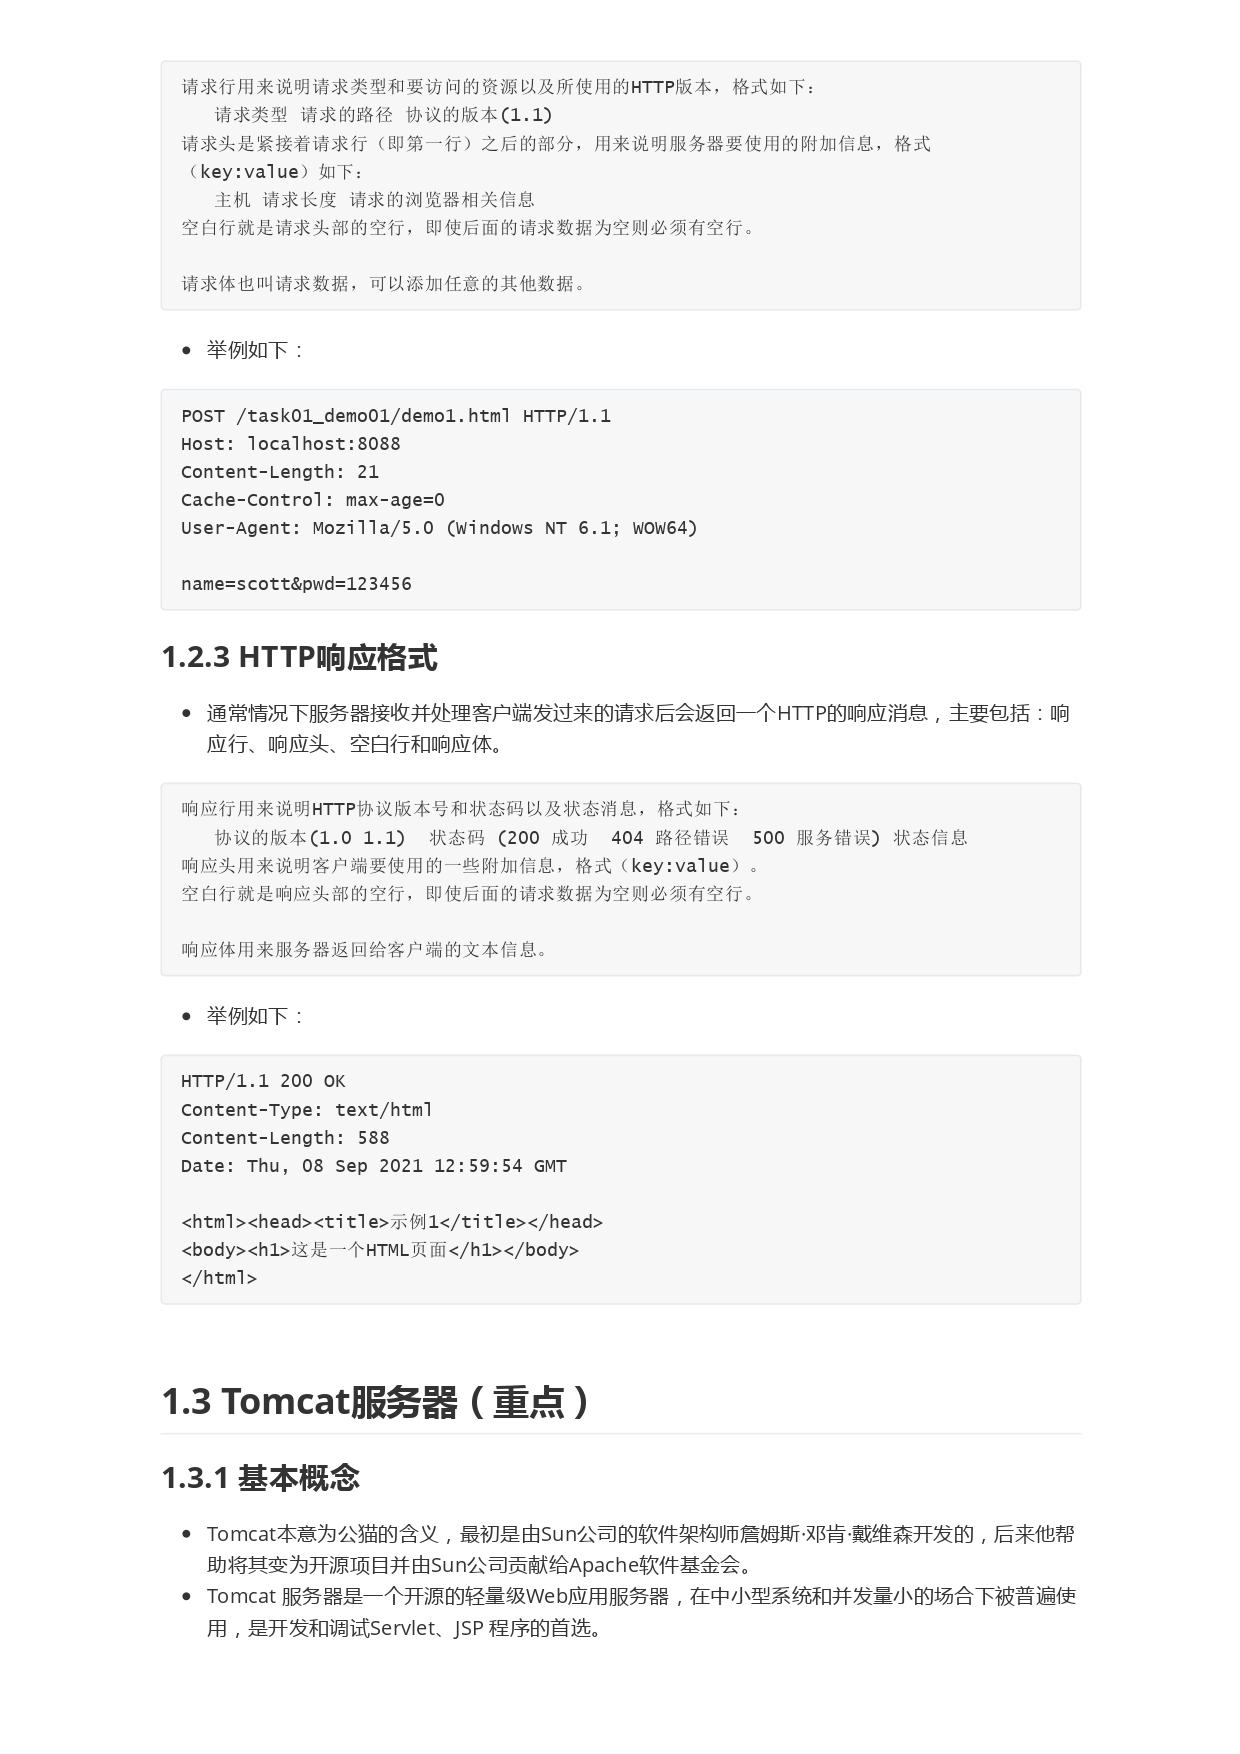 请求行用来说明请求类型和要访问的资源以及所使用的HTTP版本，格式如下：
请求类型 请求的路径 协议的版本(1.1)
请求头是紧接着请求行（即第一行）之后的部分，用来说明服务器要使用的附加信息，格式
（key:value）如下：
主机 请求长度 请求的浏览器相关信息
空白行就是请求头部的空行，即使后面的请求数据为空则必须有空行。
请求体也叫请求数据，可以添加任意的其他数据。
• 举例如下：
POST /task01_demo01/demo1.html HTTP/1.1
Host: localhost:8088
Content-Length: 21
Cache-Control: max-age=0
User-Agent: Mozilla/5.0 (Windows NT 6.1; WOW64)
name=scott&pwd=123456
1.2.3 HTTP响应格式
• 通常情况下服务器接收并处理客户端发过来的请求后会返回一个HTTP的响应消息，主要包括：响
应行、响应头、空白行和响应体。
响应行用来说明HTTP协议版本号和状态码以及状态消息，格式如下：
协议的版本(1.0 1.1)  状态码 (200 成功  404 路径错误  500 服务错误) 状态信息
响应头用来说明客户端要使用的一些附加信息，格式（key:value）。
空白行就是响应头部的空行，即使后面的请求数据为空则必须有空行。
响应体用来服务器返回给客户端的文本信息。
• 举例如下：
HTTP/1.1 200 OK
Content-Type: text/html
Content-Length: 588
Date: Thu, 08 Sep 2021 12:59:54 GMT
<html><head><title>示例1</title></head>
<body><h1>这是一个HTML页面</h1></body>
</html>
1.3 Tomcat服务器（重点）
1.3.1 基本概念
• Tomcat本意为公猫的含义，最初是由Sun公司的软件架构师詹姆斯·邓肯·戴维森开发的，后来他帮
助将其变为开源项目并由Sun公司贡献给Apache软件基金会。
• Tomcat 服务器是一个开源的轻量级Web应用服务器，在中小型系统和并发量小的场合下被普遍使
用，是开发和调试Servlet、JSP 程序的首选。